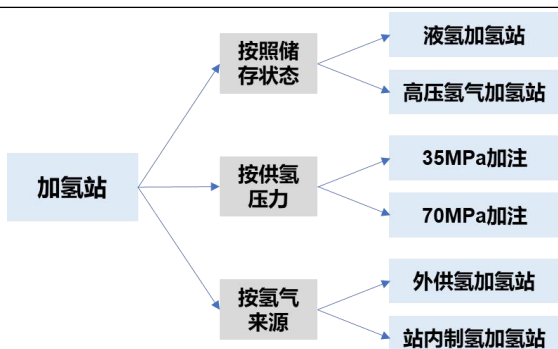 加氢站
按照储
存状态
液氢加氢站
高压氢气加氢站
按供氢
压力
35MPa加注
70MPa加注
按氢气
来源
外供氢加氢站
站内制氢加氢站